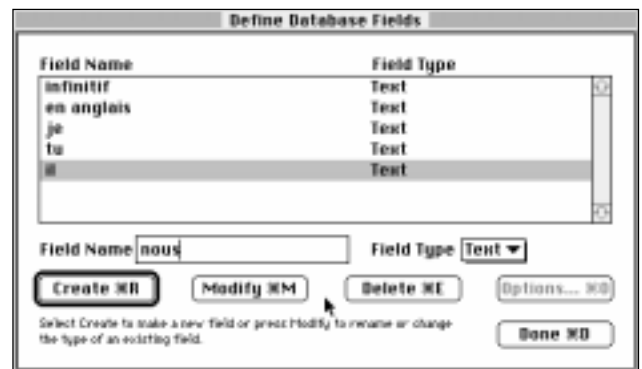 Define Database Fields
Field Name Field Type
infinitif Text
en anglais Text
je Text
tu Text
il Text
Field Name nous Field Type Text
Create ⌘R Modify ⌘M Delete ⌘E Options... ⌘O
Select Create to make a new field or press Modify to rename or change
the type of an existing field.
Done ⌘D